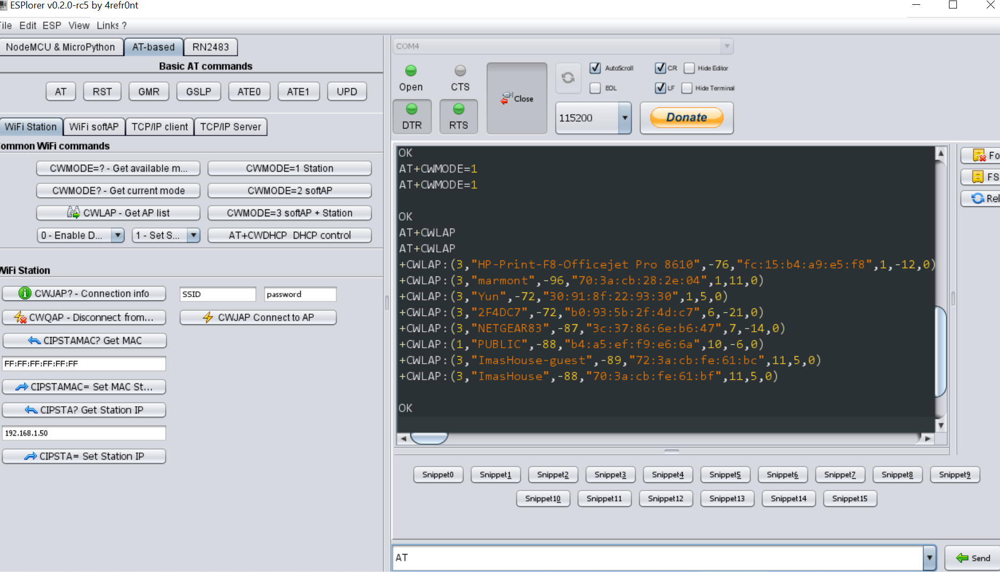 ESPlorer v0.2.0-rc5 by 4refr0nt
File Edit ESP View Links ?
NodeMCU & MicroPython AT-based RN2483
Basic AT commands
AT RST GMR GSLP ATE0 ATE1 UPD
WiFi Station WiFi softAP TCP/IP client TCP/IP Server
ommon WiFi commands
CWMODE=? - Get available m... CWMODE=1 Station
CWMODE? - Get current mode CWMODE=2 softAP
CWLAP - Get AP list CWMODE=3 softAP + Station
0 - Enable D... 1 - Set S... AT+CWDHCP DHCP control
WiFi Station
CWJAP? - Connection info SSID password
CWQAP - Disconnect from... CWJAP Connect to AP
CIPSTAMAC? Get MAC
FF:FF:FF:FF:FF:FF
CIPSTAMAC= Set MAC St...
CIPSTA? Get Station IP
192.168.1.50
CIPSTA= Set Station IP
COM4
Open CTS Close AutoScroll CR Hide Editor
EOL LF Hide Terminal
DTR RTS 115200 Donate
OK
AT+CWMODE=1
AT+CWMODE=1
OK
AT+CWLAP
AT+CWLAP
+CWLAP:(3,"HP-Print-F8-Officejet Pro 8610",-76,"fc:15:b4:a9:e5:f8",1,-12,0)
+CWLAP:(3,"marmont",-96,"70:3a:cb:28:2e:04",1,11,0)
+CWLAP:(3,"Yun",-72,"30:91:8f:22:93:30",1,5,0)
+CWLAP:(3,"2F4DC7",-72,"b0:93:5b:2f:4d:c7",6,-21,0)
+CWLAP:(3,"NETGEAR83",-87,"3c:37:86:6e:b6:47",7,-14,0)
+CWLAP:(1,"PUBLIC",-88,"b4:a5:ef:f9:e6:6a",10,-6,0)
+CWLAP:(3,"ImasHouse-guest",-89,"72:3a:cb:fe:61:bc",11,5,0)
+CWLAP:(3,"ImasHouse",-88,"70:3a:cb:fe:61:bf",11,5,0)
OK
Fo
FS
Rel
Snippet0 Snippet1 Snippet2 Snippet3 Snippet4 Snippet5 Snippet6 Snippet7 Snippet8 Snippet9
Snippet10 Snippet11 Snippet12 Snippet13 Snippet14 Snippet15
AT Send